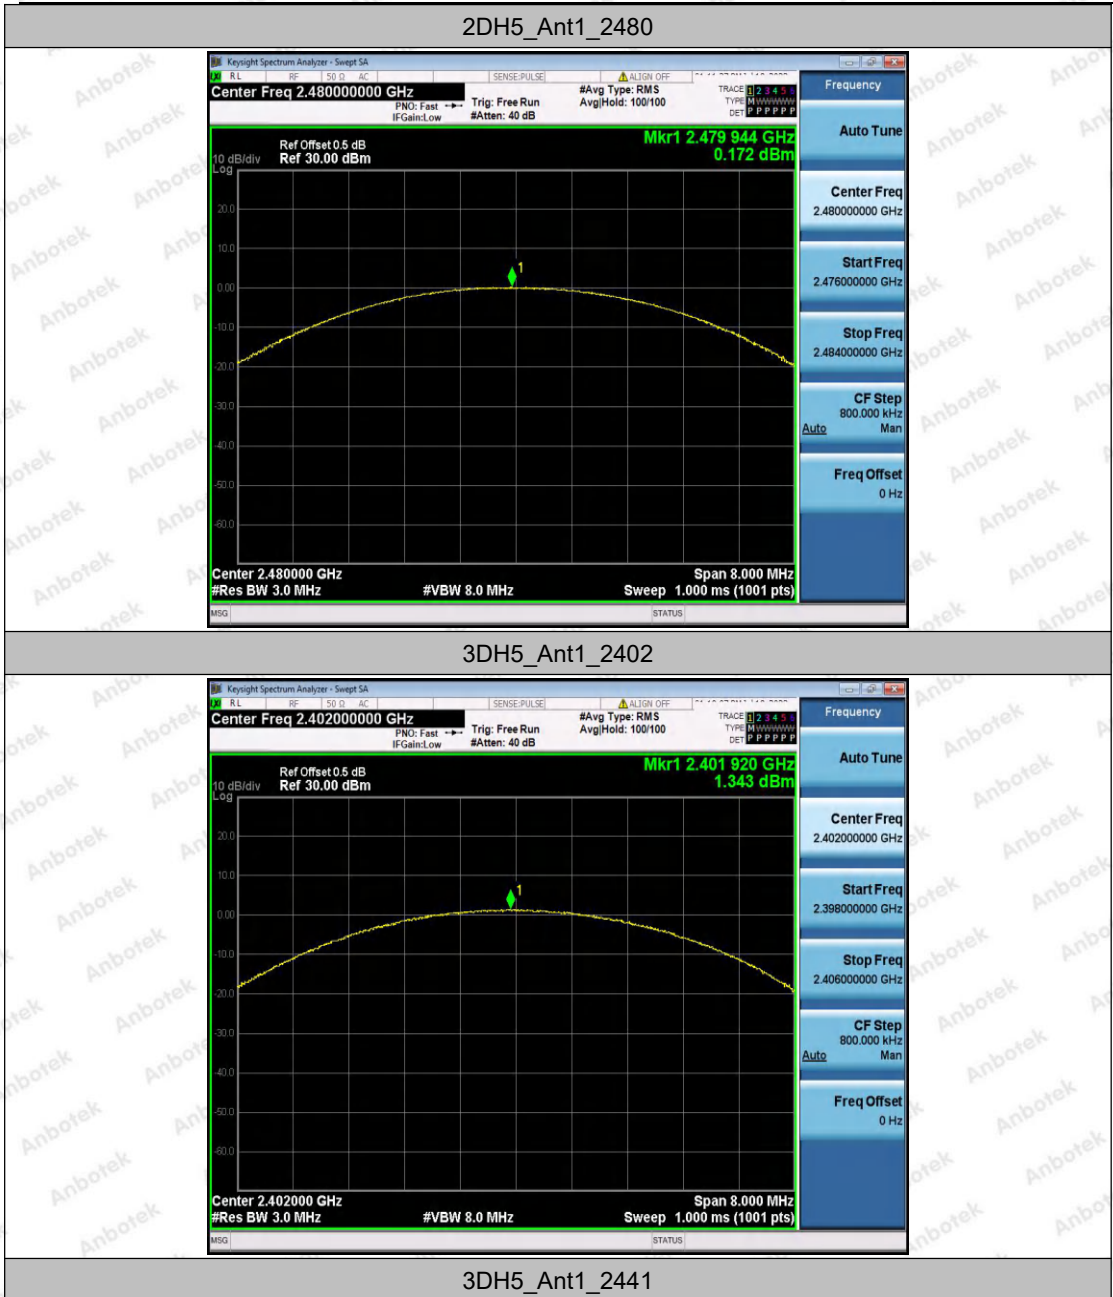 2DH5_Ant1_2480
Keysight Spectrum Analyzer - Swept SA
RL RF 50 Ω AC SENSE:PULSE ALIGN OFF
Center Freq 2.480000000 GHz
PNO: Fast
IFGain:Low
Trig: Free Run
#Atten: 40 dB
#Avg Type: RMS
Avg|Hold: 100/100
TRACE 1 2 3 4 5 6
TYPE M W W W W W
DET P P P P P P
Mkr1 2.479 944 GHz
0.172 dBm
Ref Offset 0.5 dB
10 dB/div Ref 30.00 dBm
Log
20.0
10.0
0.00
-10.0
-20.0
-30.0
-40.0
-50.0
-60.0
1
Center 2.480000 GHz Span 8.000 MHz
#Res BW 3.0 MHz #VBW 8.0 MHz Sweep 1.000 ms (1001 pts)
MSG STATUS
Frequency
Auto Tune
Center Freq
2.480000000 GHz
Start Freq
2.476000000 GHz
Stop Freq
2.484000000 GHz
CF Step
800.000 kHz
Auto Man
Freq Offset
0 Hz
3DH5_Ant1_2402
Keysight Spectrum Analyzer - Swept SA
RL RF 50 Ω AC SENSE:PULSE ALIGN OFF
Center Freq 2.402000000 GHz
PNO: Fast
IFGain:Low
Trig: Free Run
#Atten: 40 dB
#Avg Type: RMS
Avg|Hold: 100/100
TRACE 1 2 3 4 5 6
TYPE M W W W W W
DET P P P P P P
Mkr1 2.401 920 GHz
1.343 dBm
Ref Offset 0.5 dB
10 dB/div Ref 30.00 dBm
Log
20.0
10.0
0.00
-10.0
-20.0
-30.0
-40.0
-50.0
-60.0
1
Center 2.402000 GHz Span 8.000 MHz
#Res BW 3.0 MHz #VBW 8.0 MHz Sweep 1.000 ms (1001 pts)
MSG STATUS
Frequency
Auto Tune
Center Freq
2.402000000 GHz
Start Freq
2.398000000 GHz
Stop Freq
2.406000000 GHz
CF Step
800.000 kHz
Auto Man
Freq Offset
0 Hz
3DH5_Ant1_2441
Anbotek